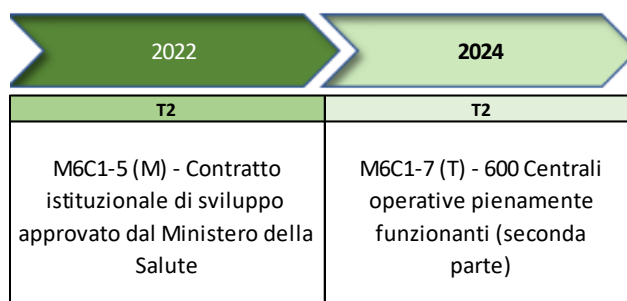 2022
2024
T2
T2
M6C1-5 (M) - Contratto
istituzionale di sviluppo
approvato dal Ministero della
Salute
M6C1-7 (T) - 600 Centrali
operative pienamente
funzionanti (seconda
parte)